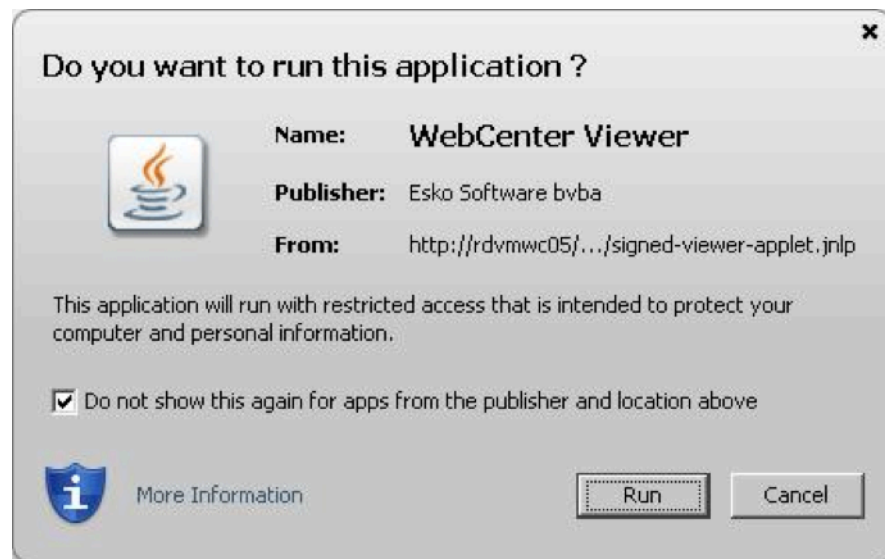 Do you want to run this application ?
Name: WebCenter Viewer
Publisher: Esko Software bvba
From: http://rdvmwc05/.../signed-viewer-applet.jnlp
This application will run with restricted access that is intended to protect your
computer and personal information.
Do not show this again for apps from the publisher and location above
More Information
Run
Cancel